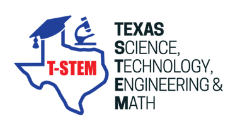 T-STEM
TEXAS
SCIENCE,
TECHNOLOGY,
ENGINEERING &
MATH